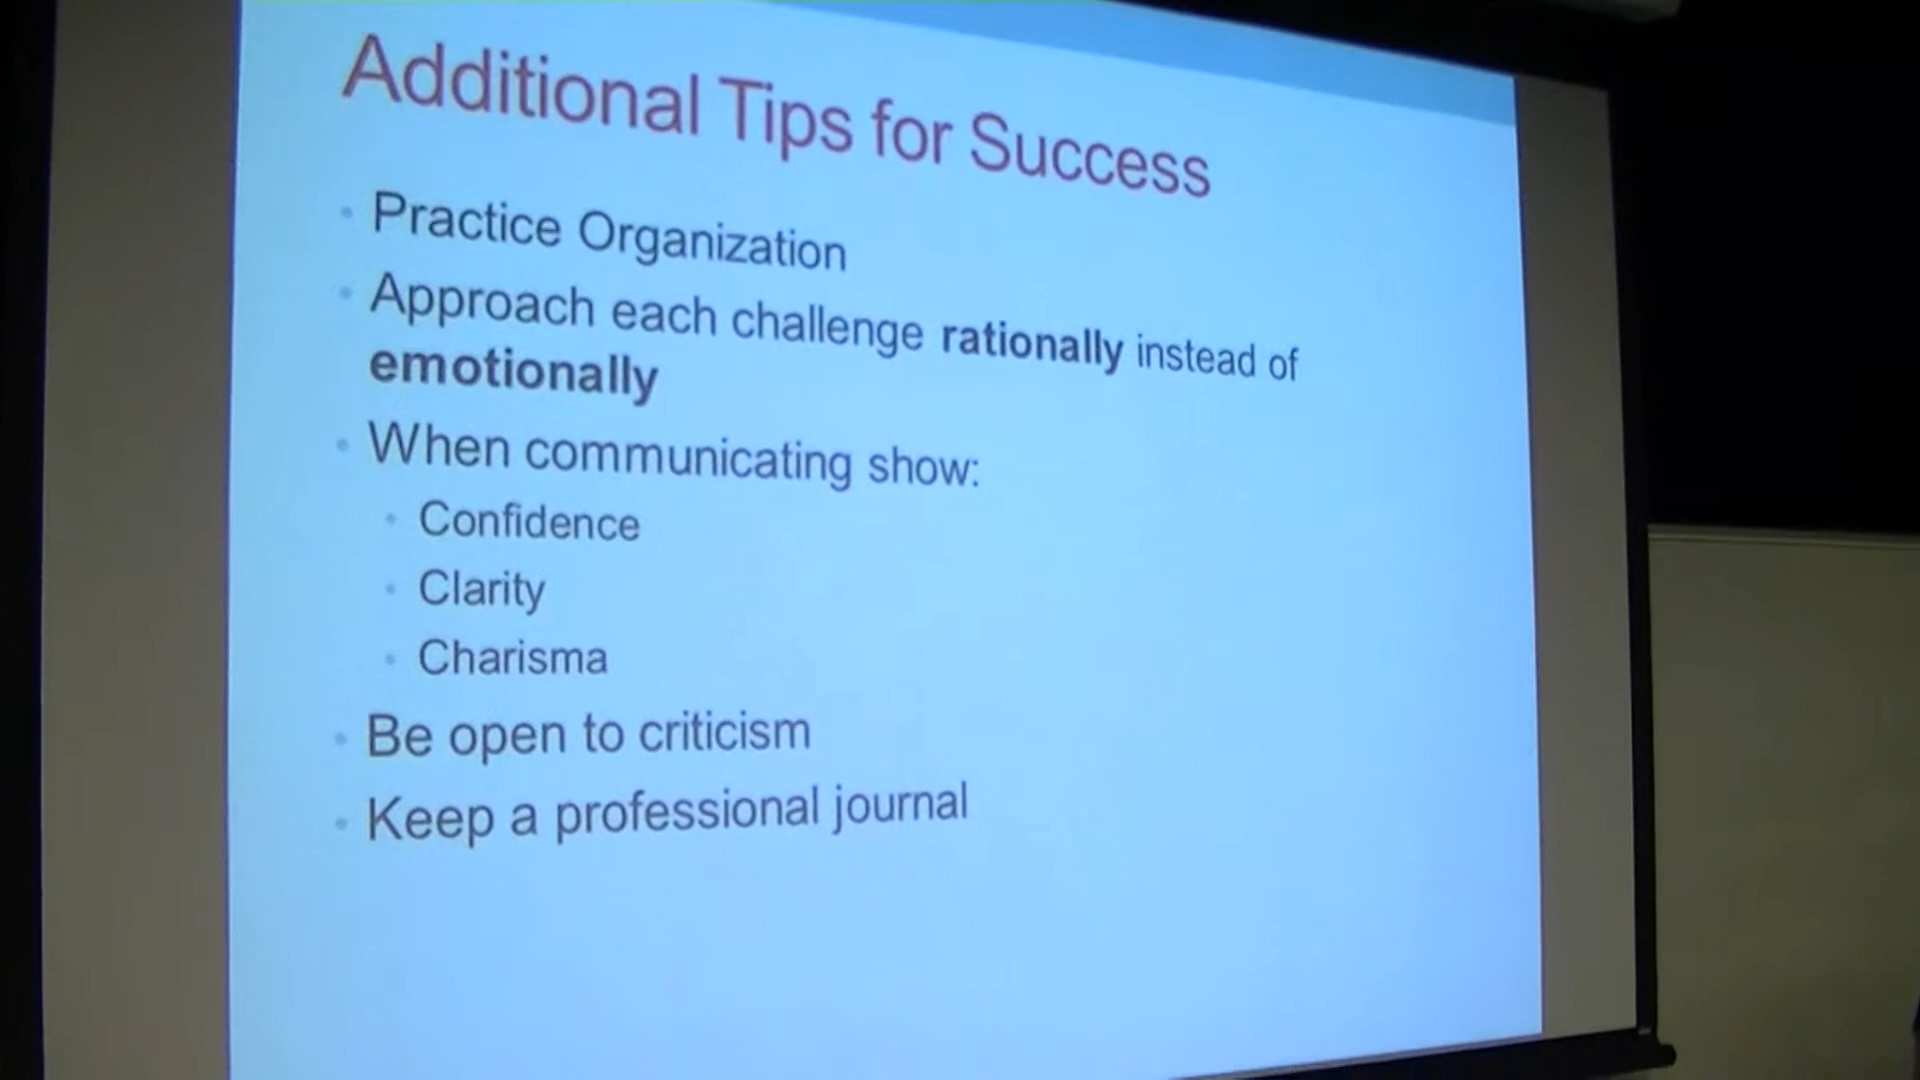 Additional Tips for Success
Practice Organization
Approach each challenge rationally instead of
emotionally
When communicating show:
Confidence
Clarity
Charisma
Be open to criticism
Keep a professional journal